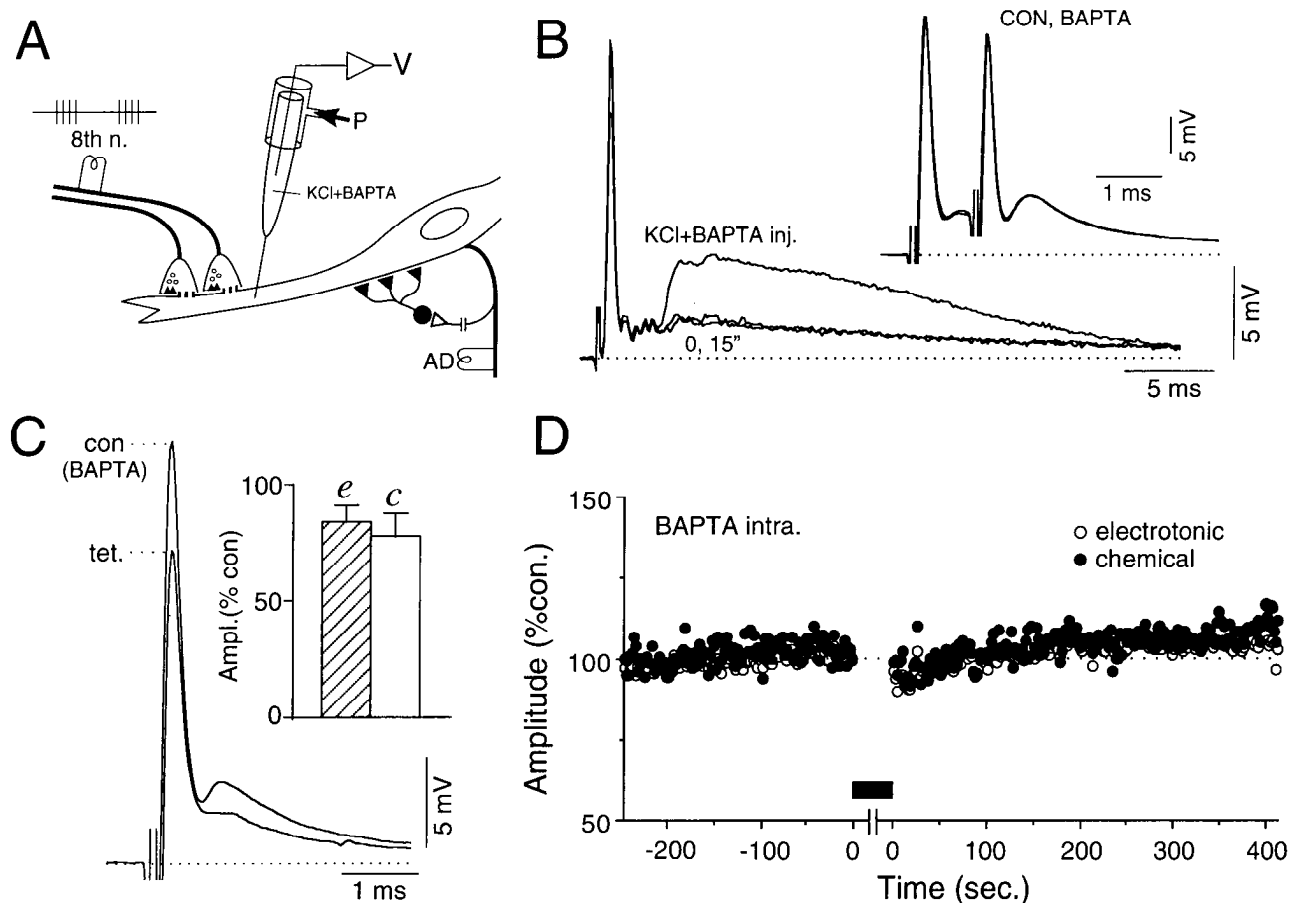 A
V
P
8th n.
KCl+BAPTA
AD
B
CON, BAPTA
5 mV
1 ms
KCl+BAPTA inj.
0, 15"
5 mV
5 ms
C
con
(BAPTA)
tet.
100
50
0
Ampl.(% con)
e
c
5 mV
1 ms
D
150
100
50
Amplitude (%con.)
BAPTA intra.
electrotonic
chemical
-200
-100
0
0
100
200
300
400
Time (sec.)